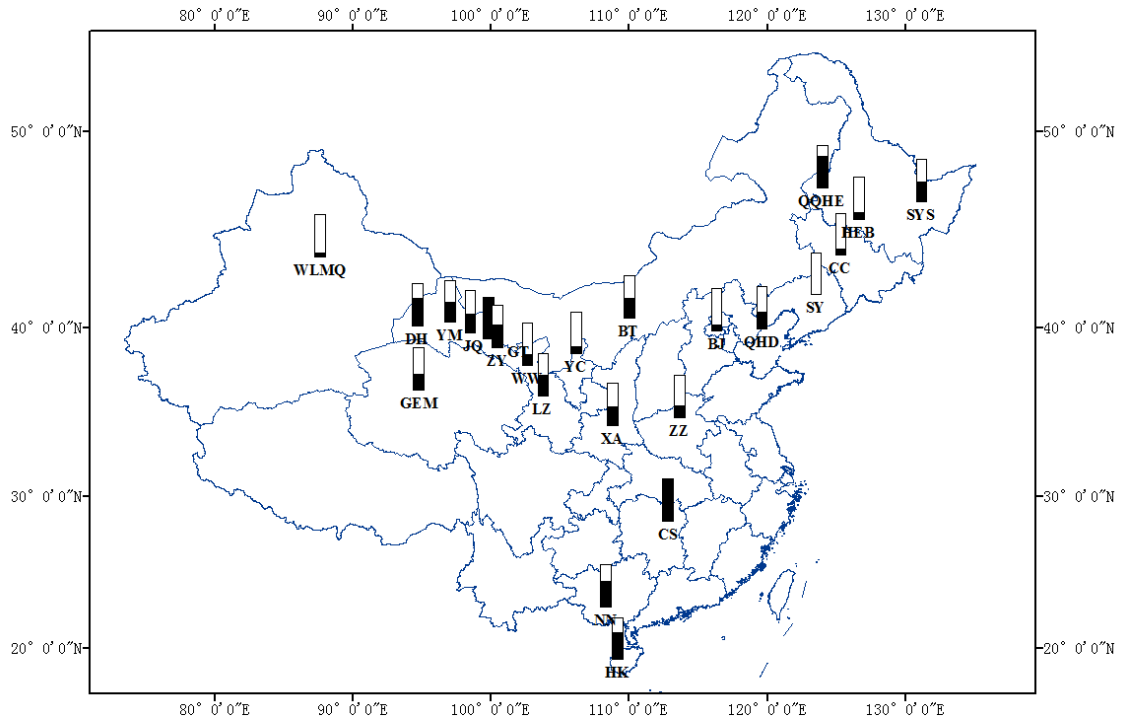 80° 0'0"E 90° 0'0"E 100° 0'0"E 110° 0'0"E 120° 0'0"E 130° 0'0"E
50° 0'0"N 50° 0'0"N
QQHE
SYS
HEB
CC
WLMQ
SY
40° 0'0"N 40° 0'0"N
DH
YM
JQ
ZY
GT
WW
YC
BT
BJ
QHD
GEM
LZ
XA
ZZ
30° 0'0"N 30° 0'0"N
CS
NN
20° 0'0"N 20° 0'0"N
HK
80° 0'0"E 90° 0'0"E 100° 0'0"E 110° 0'0"E 120° 0'0"E 130° 0'0"E